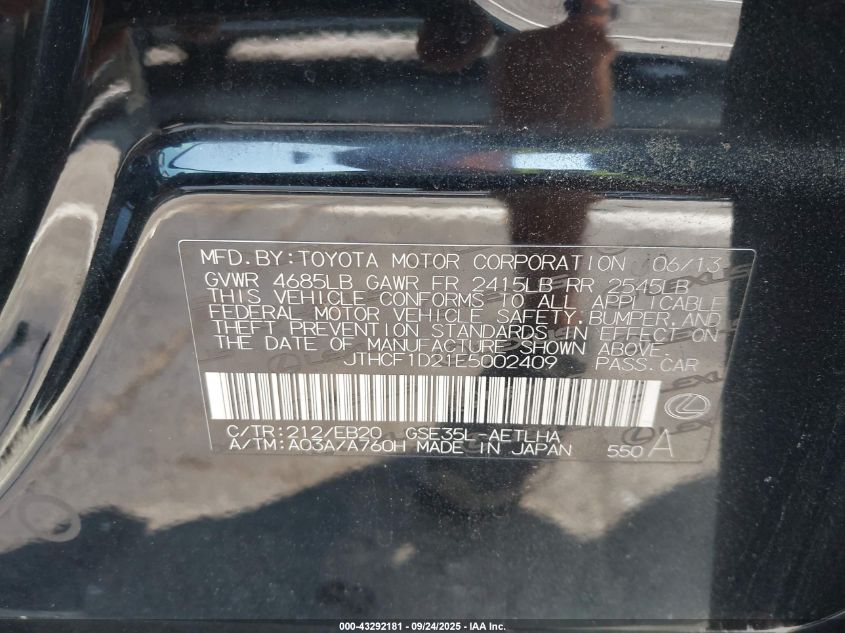 MFD.BY:TOYOTA MOTOR CORPORATION 06/13
GVWR 4685LB GAWR FR 2415LB RR 2545LB
THIS VEHICLE CONFORMS TO ALL APPLICABLE
FEDERAL MOTOR VEHICLE SAFETY, BUMPER, AND
THEFT PREVENTION STANDARDS IN EFFECT ON
THE DATE OF MANUFACTURE SHOWN ABOVE.
JTHCF1D21E5002409 PASS.CAR
C/TR:212/EB20 GSE35L-AETLHA
A/TM:A03A/A760H MADE IN JAPAN 550 A
LEXUS
000-43292181 - 09/24/2025 - IAA Inc.